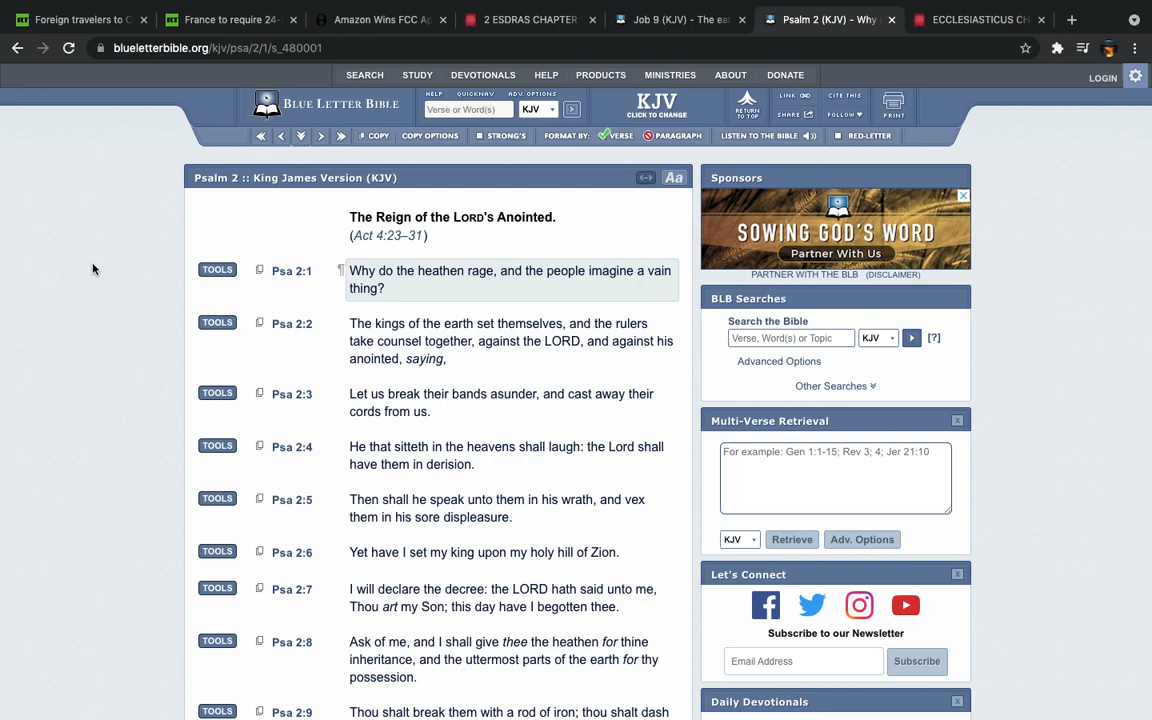 Foreign travelers to C
France to require 24-
Amazon Wins FCC Ap
2 ESDRAS CHAPTER
Job 9 (KJV) - The ea
Psalm 2 (KJV) - Why
ECCLESIASTICUS CH
blueletterbible.org/kjv/psa/2/1/s_480001
SEARCH STUDY DEVOTIONALS HELP PRODUCTS MINISTRIES ABOUT DONATE
LOGIN
BLUE LETTER BIBLE
HELP QUICKNAV ADV. OPTIONS
Verse or Word(s) KJV
KJV
CLICK TO CHANGE
RETURN
TO TOP
LINK CITE THIS
SHARE FOLLOW
PRINT
COPY COPY OPTIONS STRONG'S FORMAT BY: VERSE PARAGRAPH LISTEN TO THE BIBLE RED-LETTER
Psalm 2 :: King James Version (KJV)
Aa
The Reign of the LORD's Anointed.
(Act 4:23–31)
TOOLS Psa 2:1 ¶ Why do the heathen rage, and the people imagine a vain
thing?
TOOLS Psa 2:2 The kings of the earth set themselves, and the rulers
take counsel together, against the LORD, and against his
anointed, saying,
TOOLS Psa 2:3 Let us break their bands asunder, and cast away their
cords from us.
TOOLS Psa 2:4 He that sitteth in the heavens shall laugh: the Lord shall
have them in derision.
TOOLS Psa 2:5 Then shall he speak unto them in his wrath, and vex
them in his sore displeasure.
TOOLS Psa 2:6 Yet have I set my king upon my holy hill of Zion.
TOOLS Psa 2:7 I will declare the decree: the LORD hath said unto me,
Thou art my Son; this day have I begotten thee.
TOOLS Psa 2:8 Ask of me, and I shall give thee the heathen for thine
inheritance, and the uttermost parts of the earth for thy
possession.
TOOLS Psa 2:9 Thou shalt break them with a rod of iron; thou shalt dash
Sponsors
SOWING GOD'S WORD
Partner With Us
PARTNER WITH THE BLB (DISCLAIMER)
BLB Searches
Search the Bible
Verse, Word(s) or Topic KJV [?]
Advanced Options
Other Searches
Multi-Verse Retrieval
For example: Gen 1:1-15; Rev 3; 4; Jer 21:10
KJV Retrieve Adv. Options
Let's Connect
Subscribe to our Newsletter
Email Address Subscribe
Daily Devotionals